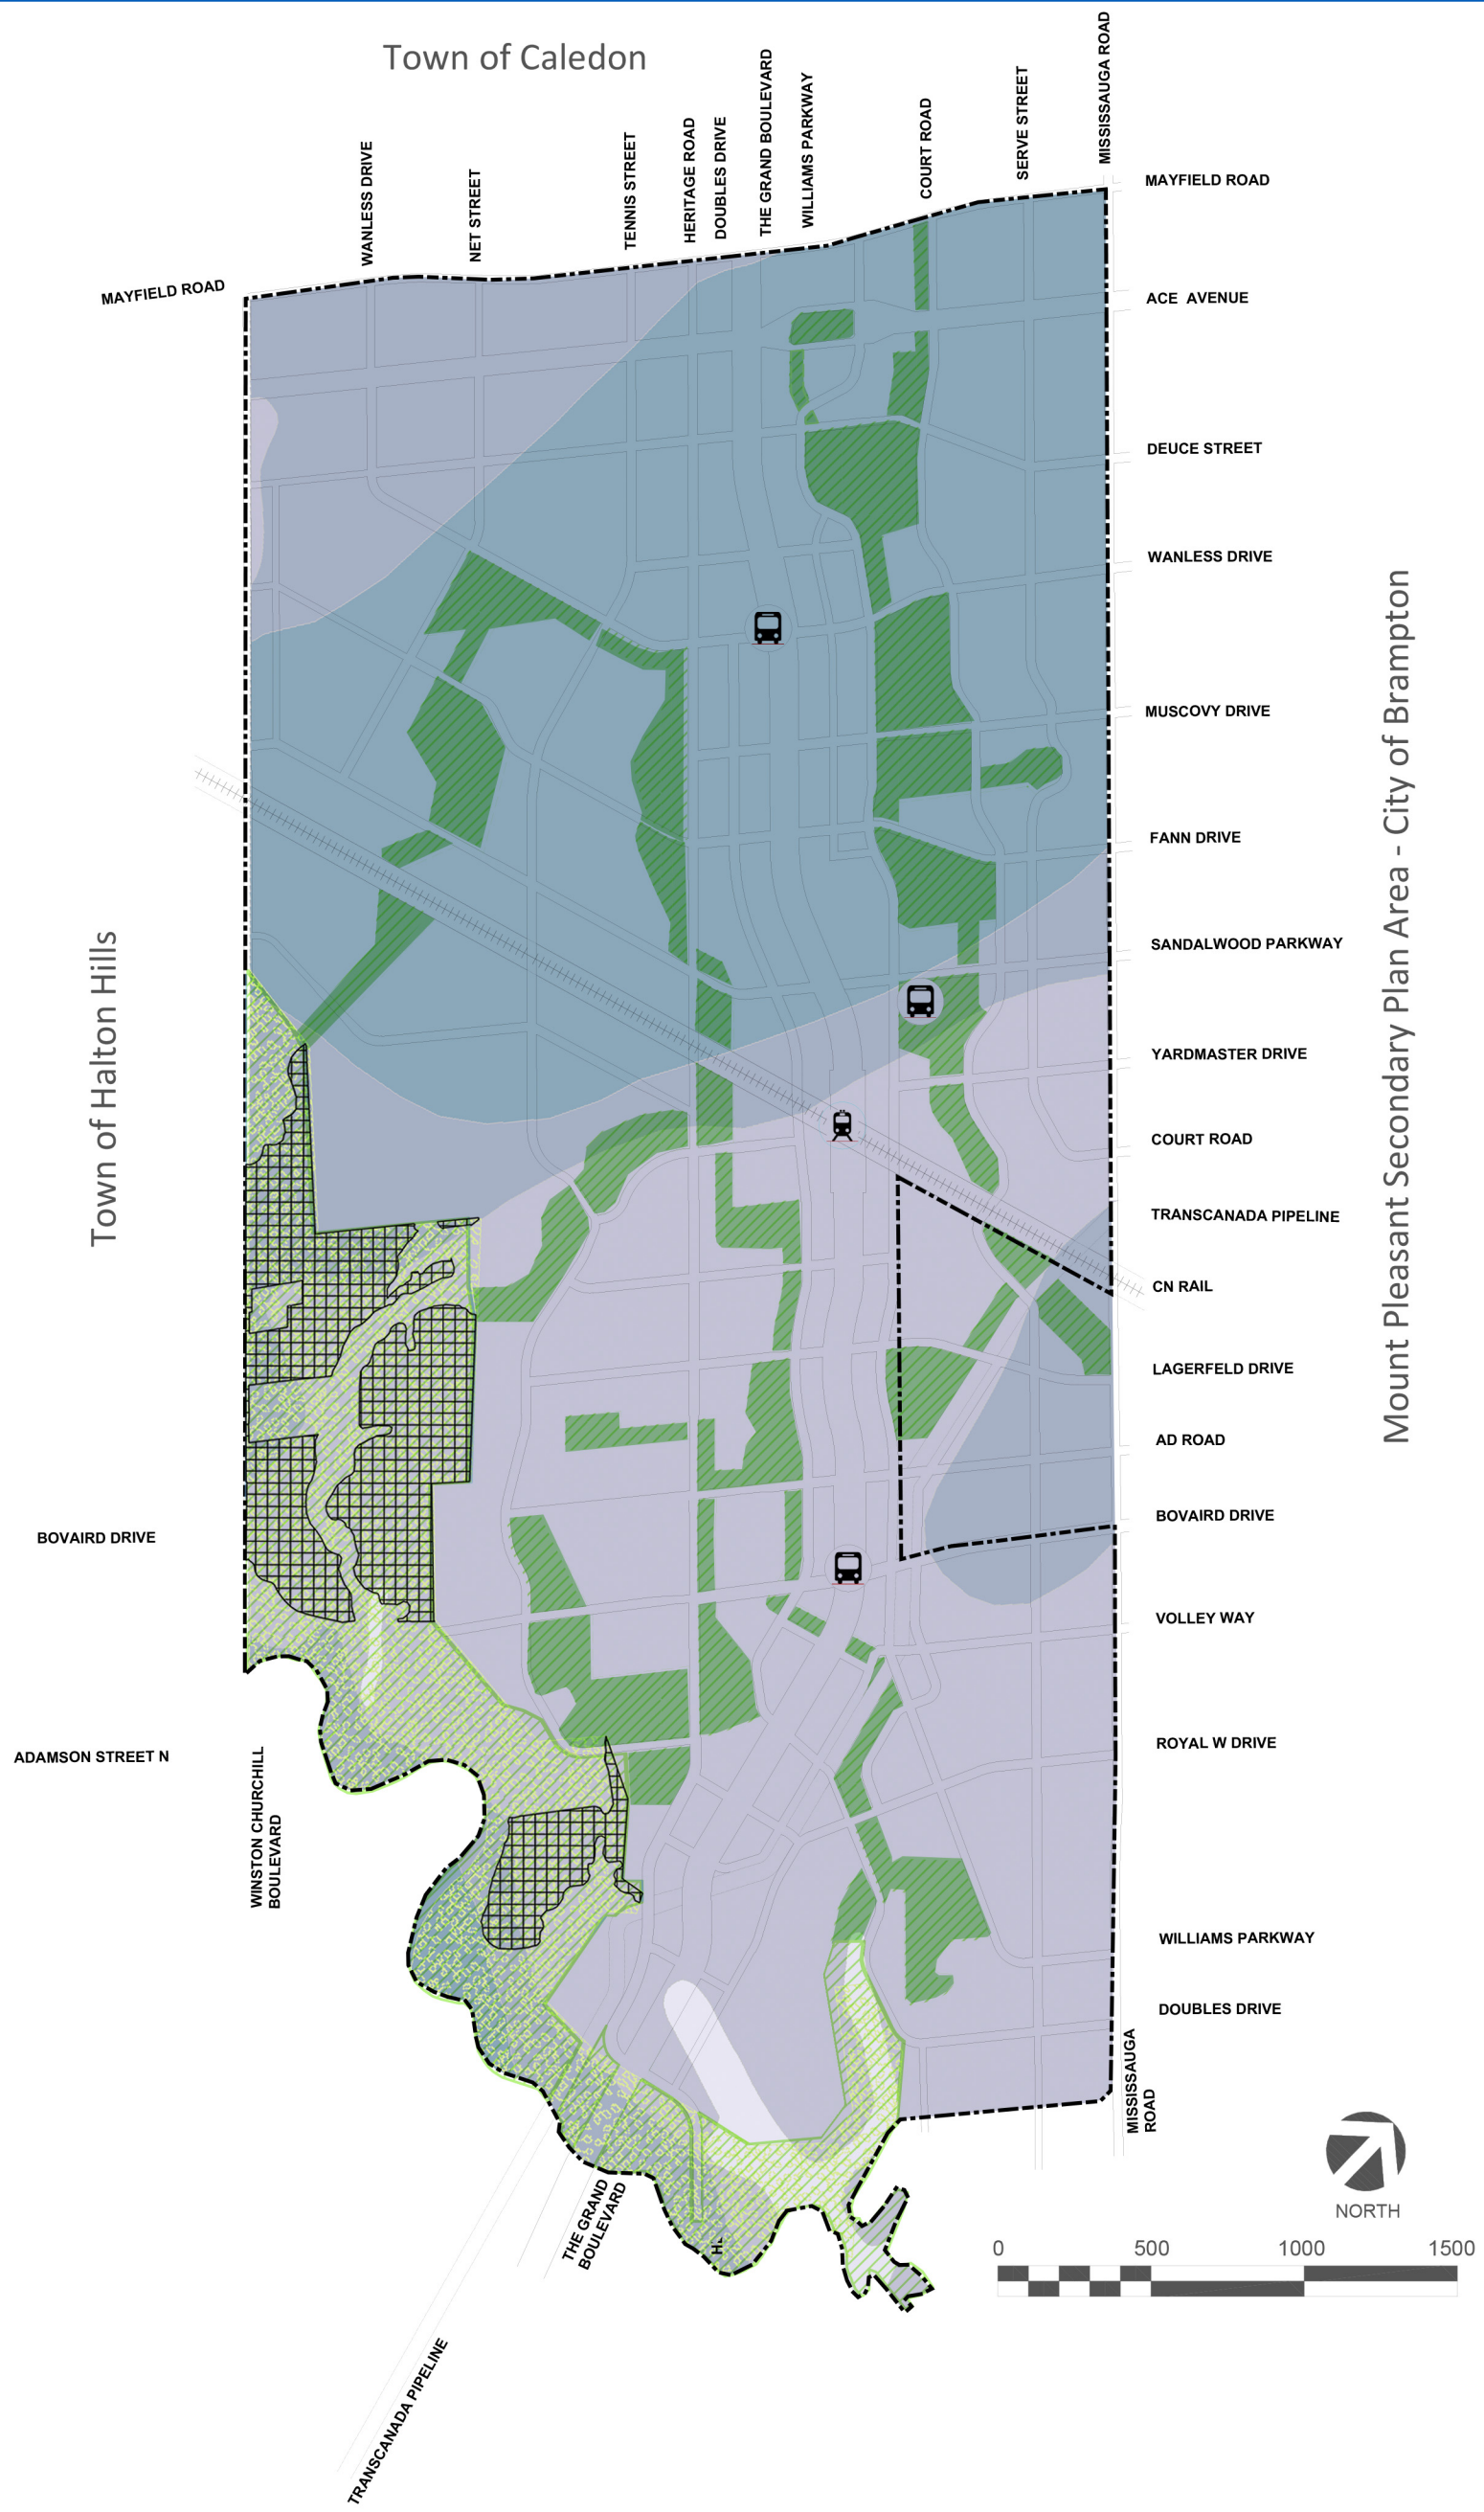 Town of Caledon
WANLESS DRIVE
NET STREET
TENNIS STREET
HERITAGE ROAD
DOUBLES DRIVE
THE GRAND BOULEVARD
WILLIAMS PARKWAY
COURT ROAD
SERVE STREET
MISSISSAUGA ROAD
MAYFIELD ROAD
MAYFIELD ROAD
ACE AVENUE
DEUCE STREET
WANLESS DRIVE
MUSCOVY DRIVE
FANN DRIVE
SANDALWOOD PARKWAY
YARDMASTER DRIVE
COURT ROAD
TRANSCANADA PIPELINE
CN RAIL
LAGERFELD DRIVE
AD ROAD
BOVAIRD DRIVE
VOLLEY WAY
ROYAL W DRIVE
WILLIAMS PARKWAY
DOUBLES DRIVE
Mount Pleasant Secondary Plan Area - City of Brampton
Town of Halton Hills
BOVAIRD DRIVE
ADAMSON STREET N
WINSTON CHURCHILL
BOULEVARD
MISSISSAUGA
ROAD
THE GRAND
BOULEVARD
TRANSCANADA PIPELINE
NORTH
0 500 1000 1500